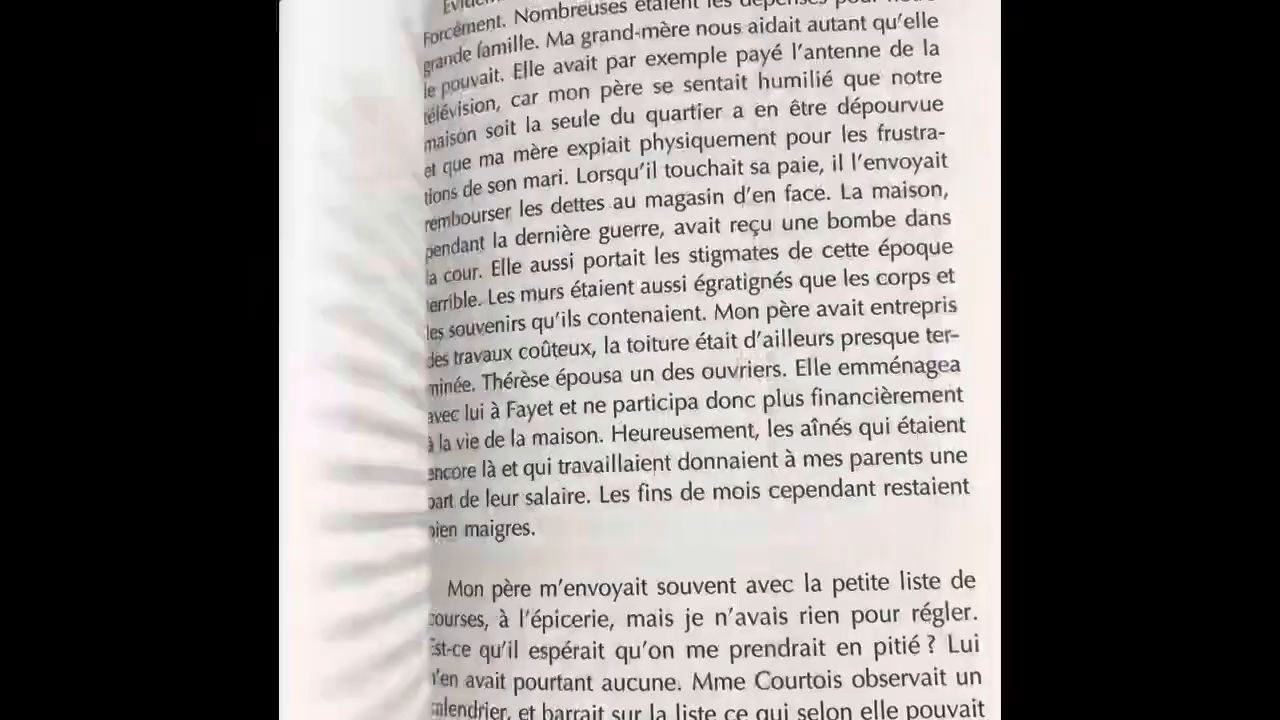 Forcément. Nombreuses étaient les dépenses pour
grande famille. Ma grand-mère nous aidait autant qu'elle
le pouvait. Elle avait par exemple payé l'antenne de la
télévision, car mon père se sentait humilié que notre
maison soit la seule du quartier a en être dépourvue
et que ma mère expiait physiquement pour les frustra-
tions de son mari. Lorsqu'il touchait sa paie, il l'envoyait
rembourser les dettes au magasin d'en face. La maison,
pendant la dernière guerre, avait reçu une bombe dans
la cour. Elle aussi portait les stigmates de cette époque
terrible. Les murs étaient aussi égratignés que les corps et
les souvenirs qu'ils contenaient. Mon père avait entrepris
des travaux coûteux, la toiture était d'ailleurs presque ter-
minée. Thérèse épousa un des ouvriers. Elle emménagea
avec lui à Fayet et ne participa donc plus financièrement
à la vie de la maison. Heureusement, les aînés qui étaient
encore là et qui travaillaient donnaient à mes parents une
part de leur salaire. Les fins de mois cependant restaient
bien maigres.
Mon père m'envoyait souvent avec la petite liste de
courses, à l'épicerie, mais je n'avais rien pour régler.
Est-ce qu'il espérait qu'on me prendrait en pitié ? Lui
n'en avait pourtant aucune. Mme Courtois observait un
calendrier, et barrait sur la liste ce qui selon elle pouvait